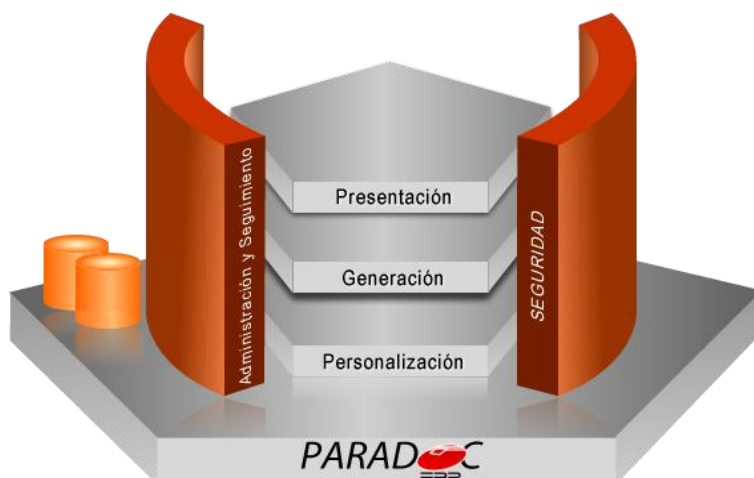 Presentación
Generación
Personalización
Administración y Seguimiento
SEGURIDAD
PARADOC